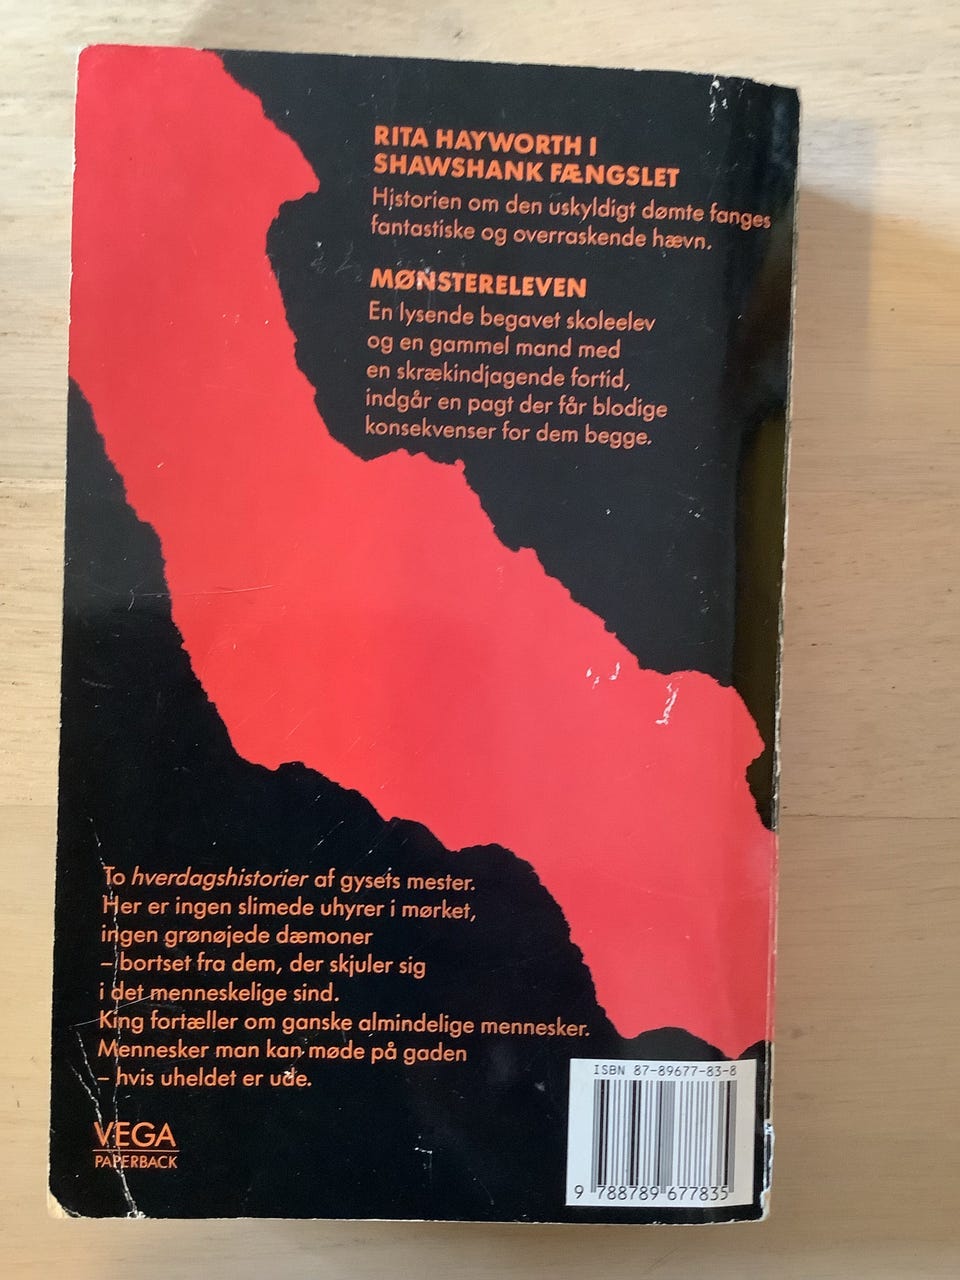 RITA HAYWORTH I
SHAWSHANK FÆNGSLET
Historien om den uskyldigt dømte fanges
fantastiske og overraskende hævn.
MØNSTERELEVEN
En lysende begavet skoleelev
og en gammel mand med
en skrækindjagende fortid,
indgår en pagt der får blodige
konsekvenser for dem begge.
To hverdagshistorier af gysets mester.
Her er ingen slimede uhyrer i mørket,
ingen grønøjede dæmoner
– bortset fra dem, der skjuler sig
i det menneskelige sind.
King fortæller om ganske almindelige mennesker.
Mennesker man kan møde på gaden
– hvis uheldet er ude.
VEGA
PAPERBACK
ISBN 87-89677-83-8
9 788789 677835